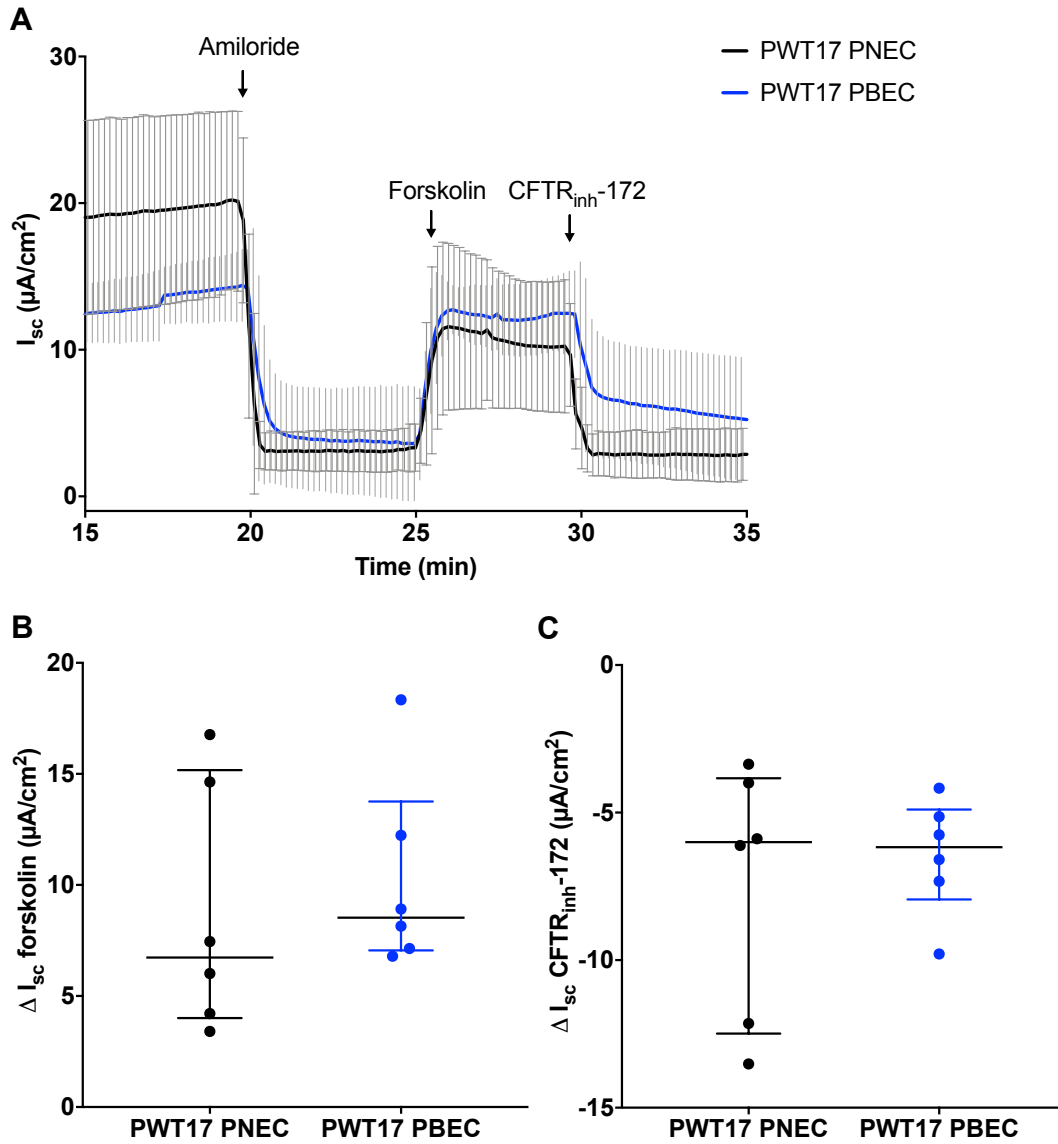 A
Amiloride
PWT17 PNEC
PWT17 PBEC
Forskolin
CFTRinh-172
Isc (µA/cm2)
30
20
10
0
15
20
25
30
35
Time (min)
B
Δ Isc forskolin (µA/cm2)
20
15
10
5
0
PWT17 PNEC
PWT17 PBEC
C
Δ Isc CFTRinh-172 (µA/cm2)
0
-5
-10
-15
PWT17 PNEC
PWT17 PBEC